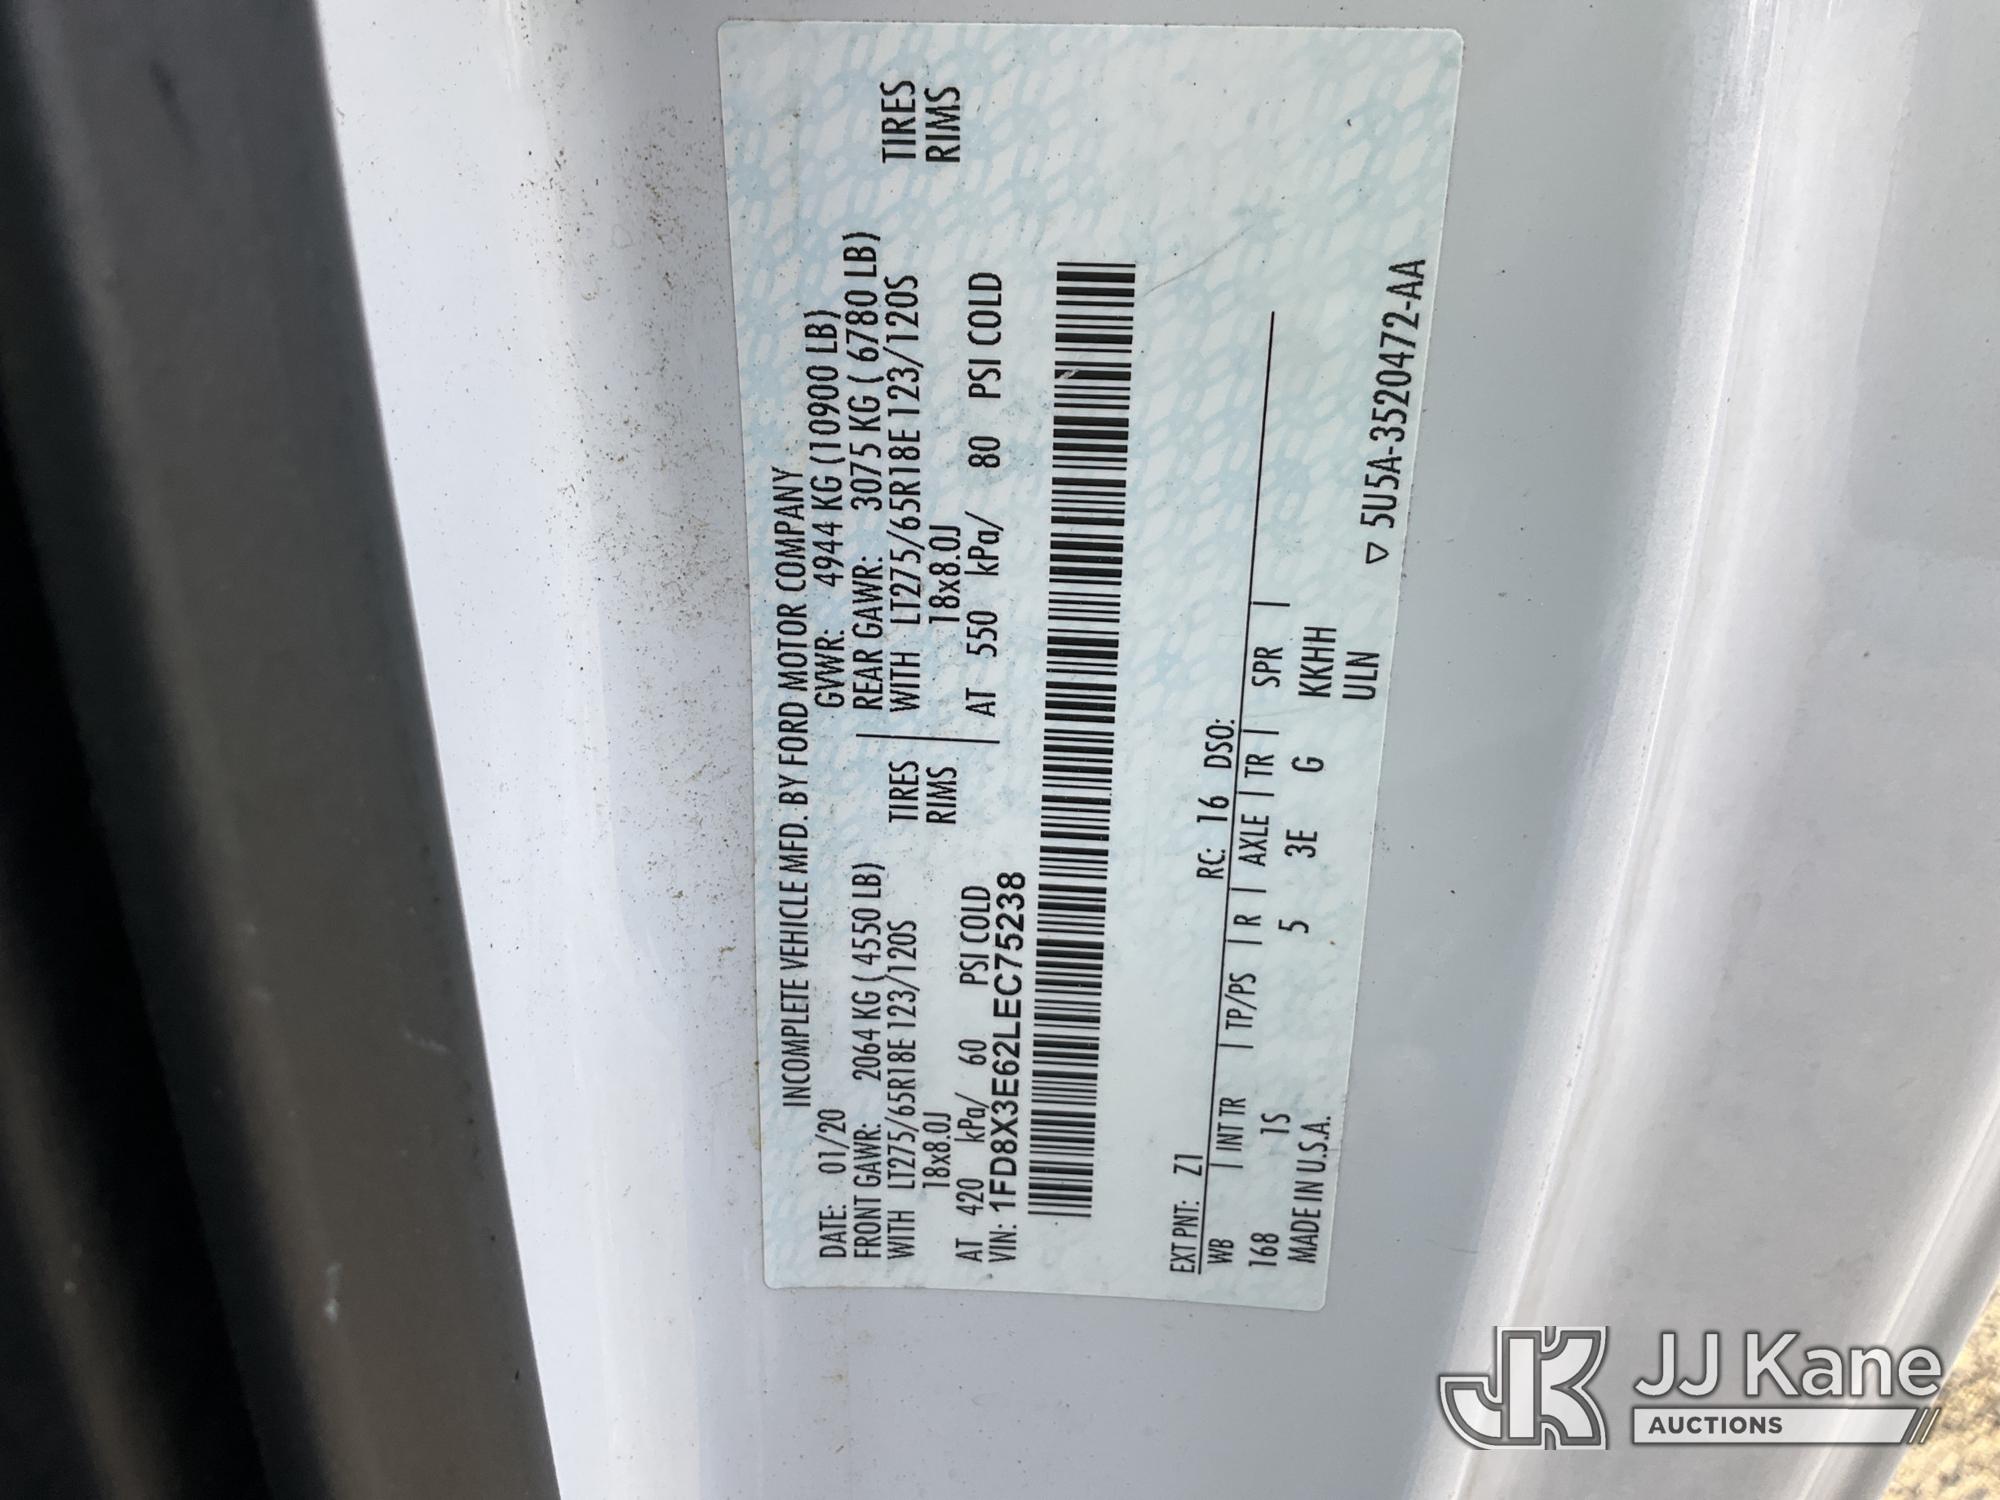 INCOMPLETE VEHICLE MFD. BY FORD MOTOR COMPANY
DATE: 01/20 GVWR: 4944 KG (10900 LB)
FRONT GAWR: 2064 KG ( 4550 LB) REAR GAWR: 3075 KG ( 6780 LB)
WITH LT275/65R18E 123/120S TIRES WITH LT275/65R18E 123/120S TIRES
18x8.0J RIMS 18x8.0J RIMS
AT 420 kPa/ 60 PSI COLD AT 550 kPa/ 80 PSI COLD
VIN: 1FD8X3E62LEC75238
EXT PNT: Z1 RC: 16 DSO:
WB | INT TR | TP/PS | R | AXLE | TR | SPR |
168 1S 5 3E G KKHH
MADE IN U.S.A. ULN
▽ 5U5A-3520472-AA
JK JJ Kane
AUCTIONS